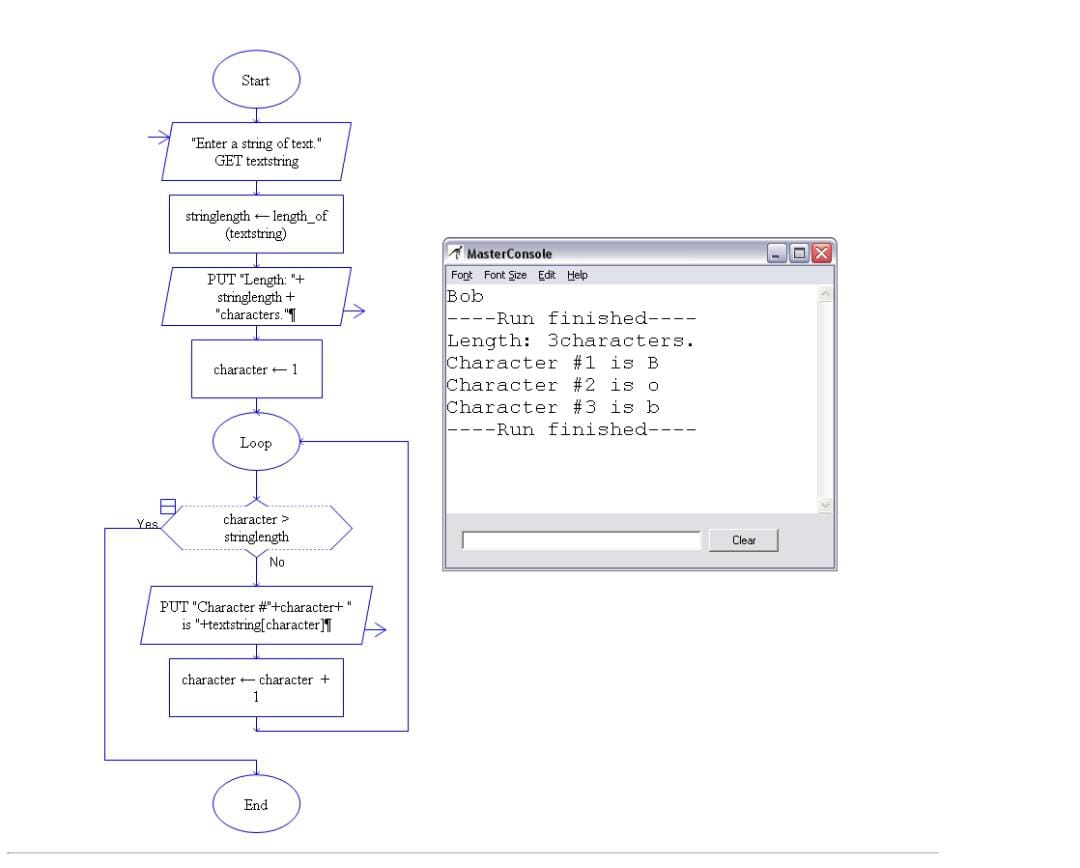 Start
"Enter a string of text."
GET textstring
stringlength ← length_of
(textstring)
PUT "Length: "+
stringlength +
"characters."¶
character ← 1
Loop
character >
stringlength
Yes
No
PUT "Character #"+character+ "
is "+textstring[character]¶
character ← character +
1
End
MasterConsole
Font Font Size Edit Help
Bob
----Run finished----
Length: 3characters.
Character #1 is B
Character #2 is o
Character #3 is b
----Run finished----
Clear